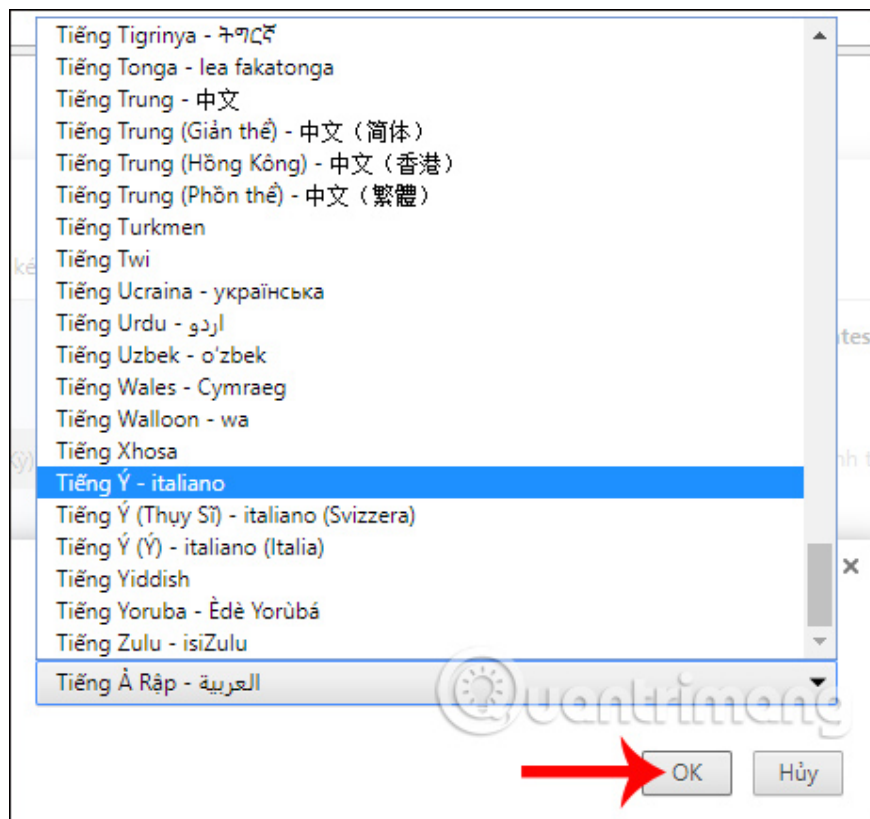 Tiếng Tigrinya - ትግርኛ
Tiếng Tonga - lea fakatonga
Tiếng Trung - 中文
Tiếng Trung (Giản thể) - 中文（简体）
Tiếng Trung (Hồng Kông) - 中文（香港）
Tiếng Trung (Phồn thể) - 中文（繁體）
Tiếng Turkmen
Tiếng Twi
ké
Tiếng Ucraina - українська
Tiếng Urdu - اردو
tes
Tiếng Uzbek - o'zbek
Tiếng Wales - Cymraeg
Tiếng Walloon - wa
Tiếng Xhosa
Kỳ)
nh t
Tiếng Ý - italiano
Tiếng Ý (Thụy Sĩ) - italiano (Svizzera)
Tiếng Ý (Ý) - italiano (Italia)
Tiếng Yiddish
Tiếng Yoruba - Èdè Yorùbá
Tiếng Zulu - isiZulu
Tiếng Ả Rập - العربية
Quantrimang
OK Hủy